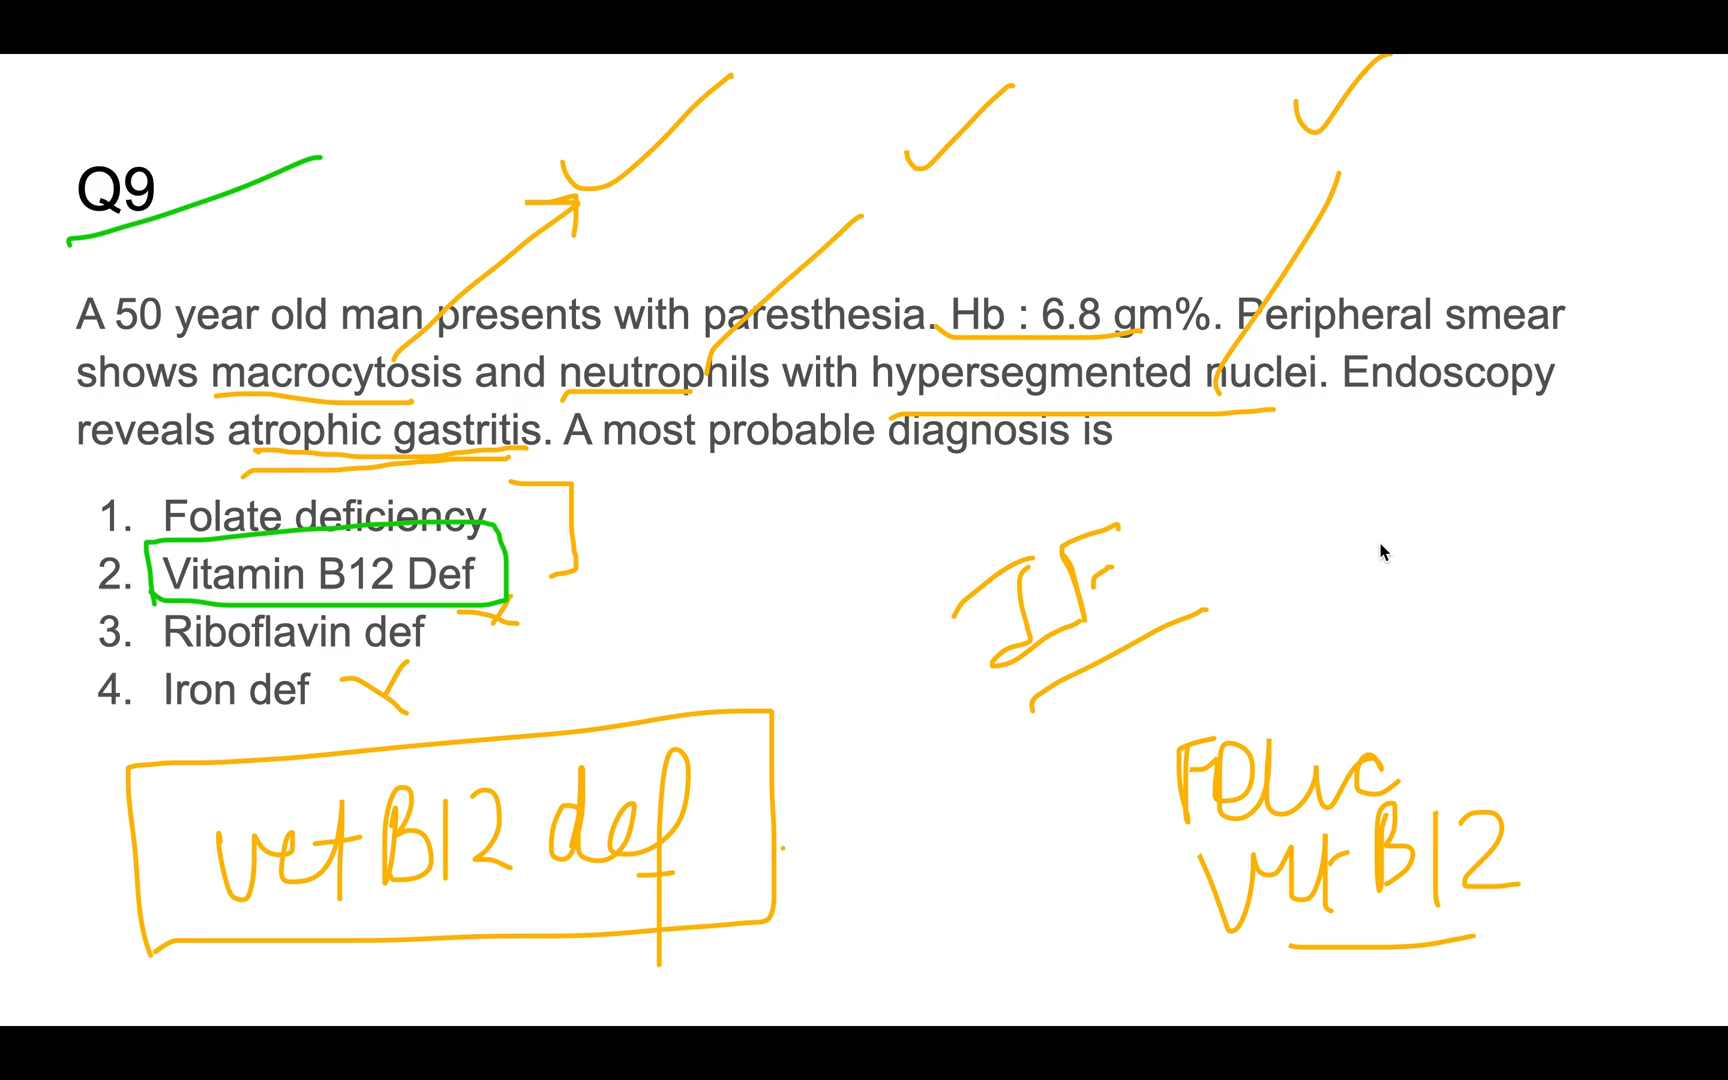 Q9
A 50 year old man presents with paresthesia. Hb : 6.8 gm%. Peripheral smear
shows macrocytosis and neutrophils with hypersegmented nuclei. Endoscopy
reveals atrophic gastritis. A most probable diagnosis is
1. Folate deficiency
2. Vitamin B12 Def
3. Riboflavin def
4. Iron def
IF
vit B12 def
Folic
Vit B12